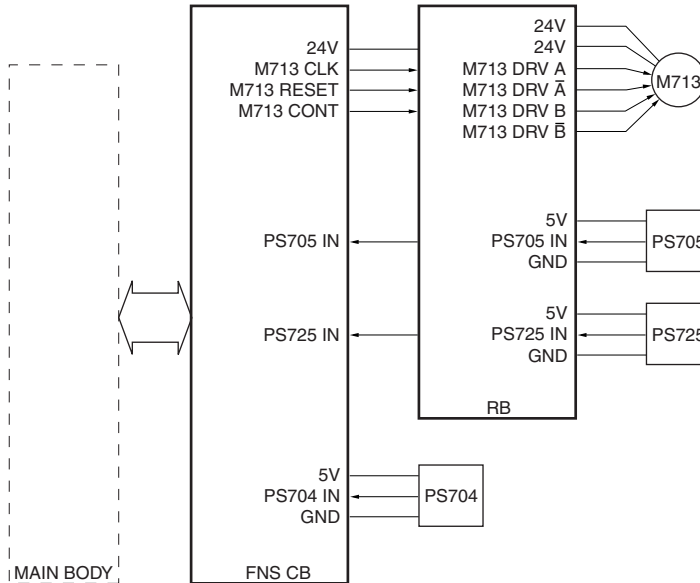 24V
M713 CLK
M713 RESET
M713 CONT
PS705 IN
PS725 IN
5V
PS704 IN
GND
24V
24V
M713 DRV A
M713 DRV A̅
M713 DRV B
M713 DRV B̅
5V
PS705 IN
GND
5V
PS725 IN
GND
M713
PS705
PS725
RB
PS704
MAIN BODY
FNS CB